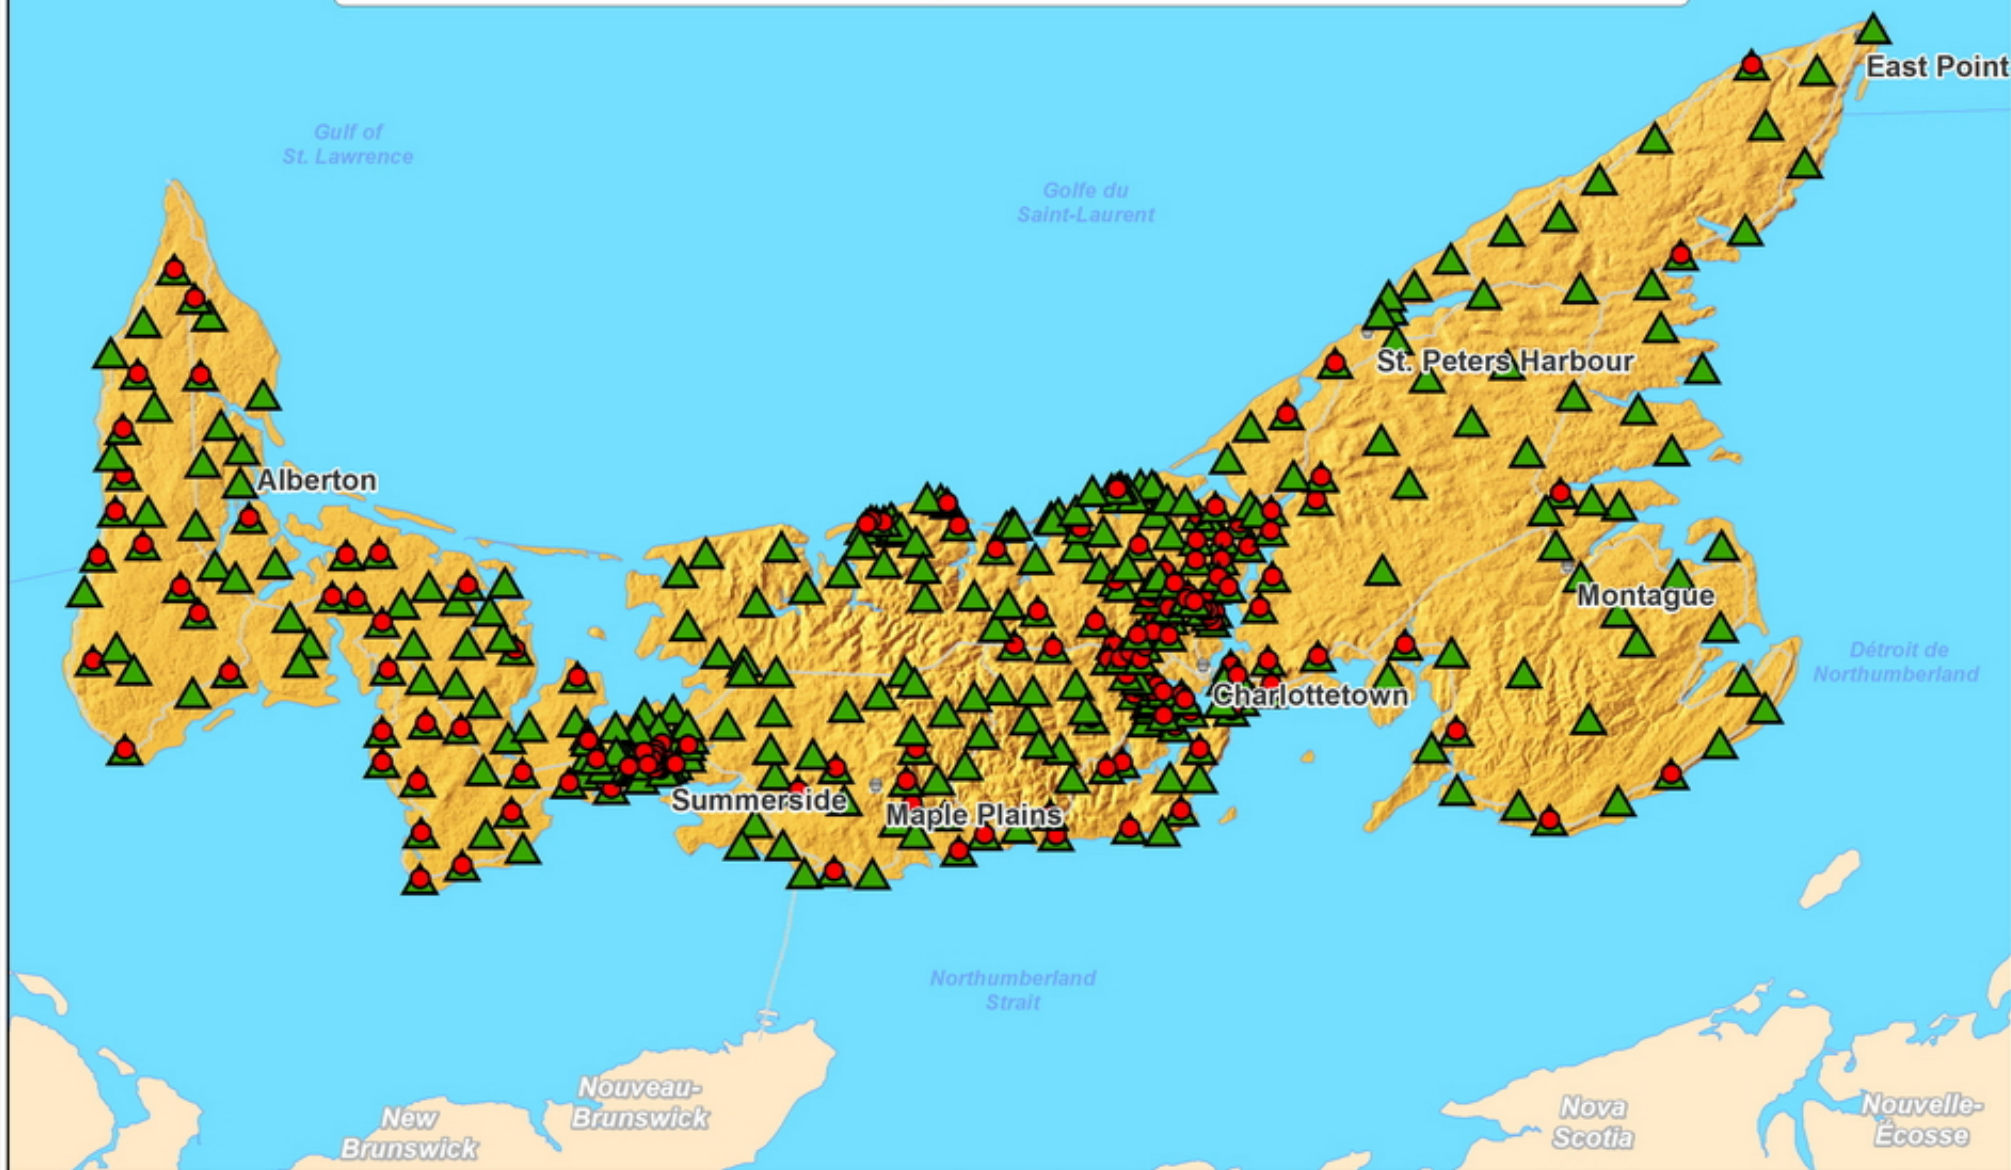 East Point
Gulf of
St. Lawrence
Golfe du
Saint-Laurent
St. Peters Harbour
Alberton
Montague
Détroit de
Northumberland
Charlottetown
Summerside
Maple Plains
Northumberland
Strait
Nouveau-
Brunswick
New
Brunswick
Nova
Scotia
Nouvelle-
Écosse